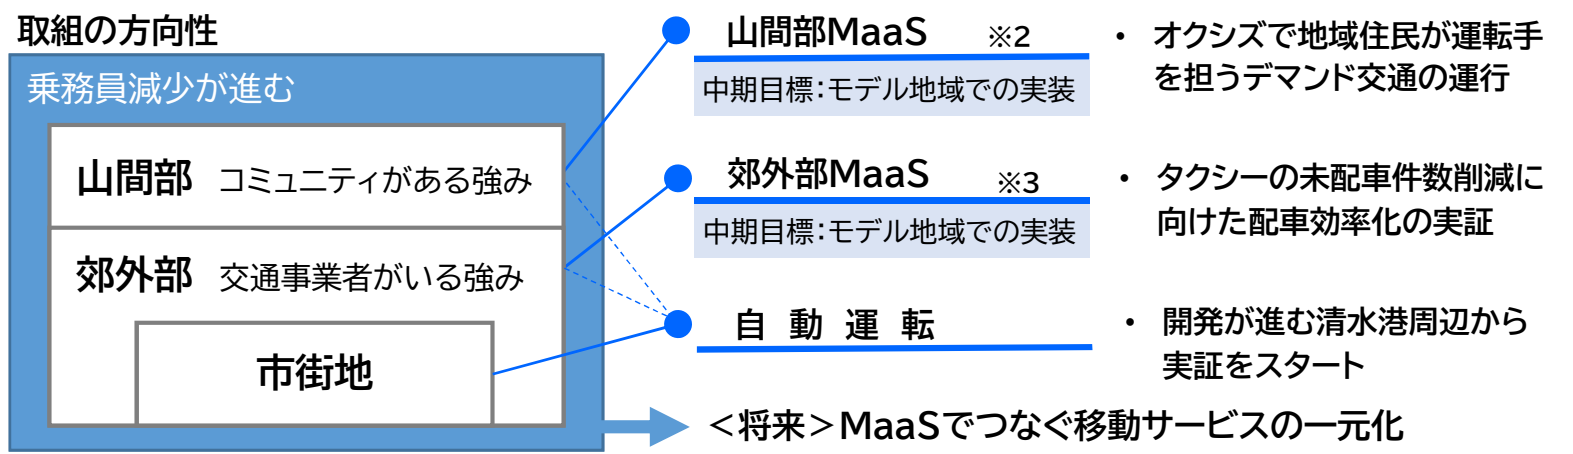 取組の方向性
乗務員減少が進む
山間部 コミュニティがある強み
郊外部 交通事業者がいる強み
市街地
山間部MaaS ※2
中期目標:モデル地域での実装
・ オクシズで地域住民が運転手
を担うデマンド交通の運行
郊外部MaaS ※3
中期目標:モデル地域での実装
・ タクシーの未配車件数削減に
向けた配車効率化の実証
自動運転
・ 開発が進む清水港周辺から
実証をスタート
<将来>MaaSでつなぐ移動サービスの一元化